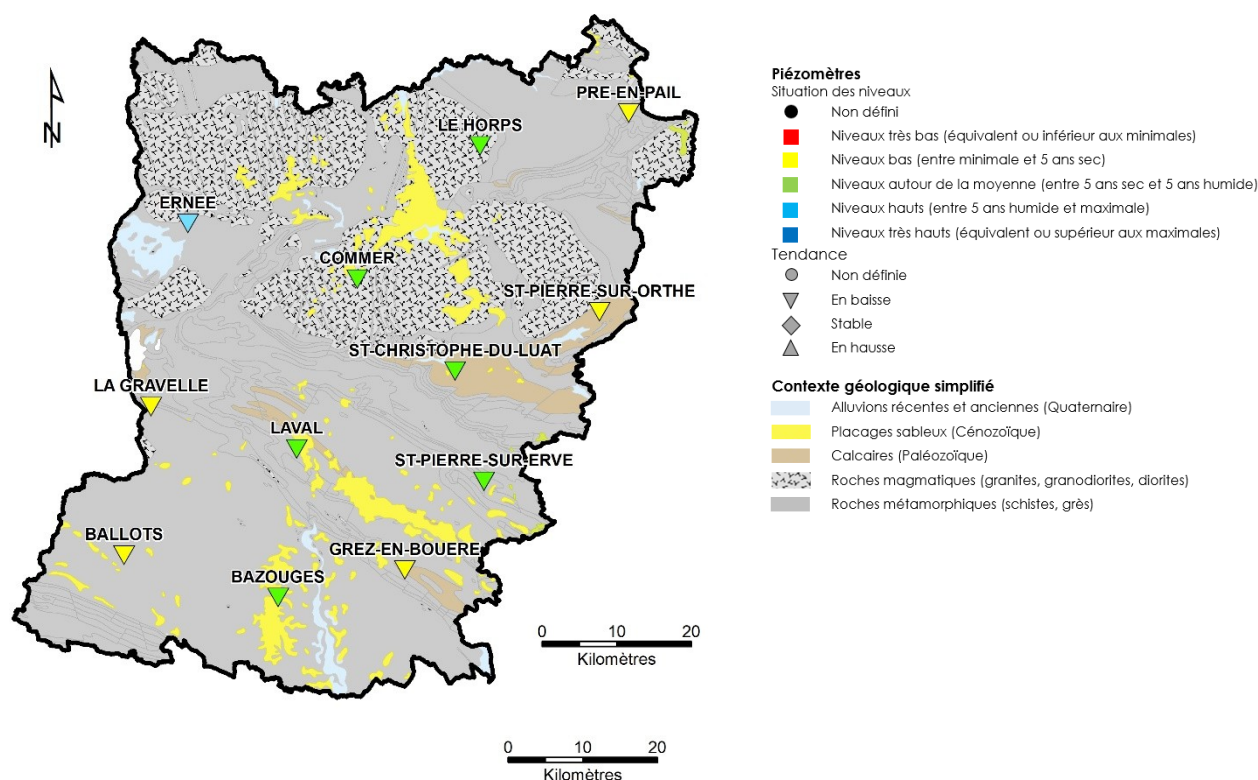 PRE-EN-PAIL
LE HORPS
ERNEE
COMMER
ST-PIERRE-SUR-ORTHE
ST-CHRISTOPHE-DU-LUAT
LA GRAVELLE
LAVAL
ST-PIERRE-SUR-ERVE
BALLOTS
GREZ-EN-BOUERE
BAZOUGES
N
0 10 20
Kilomètres
0 10 20
Kilomètres
Piézomètres
Situation des niveaux
Non défini
Niveaux très bas (équivalent ou inférieur aux minimales)
Niveaux bas (entre minimale et 5 ans sec)
Niveaux autour de la moyenne (entre 5 ans sec et 5 ans humide)
Niveaux hauts (entre 5 ans humide et maximale)
Niveaux très hauts (équivalent ou supérieur aux maximales)
Tendance
Non définie
En baisse
Stable
En hausse
Contexte géologique simplifié
Alluvions récentes et anciennes (Quaternaire)
Placages sableux (Cénozoïque)
Calcaires (Paléozoïque)
Roches magmatiques (granites, granodiorites, diorites)
Roches métamorphiques (schistes, grès)